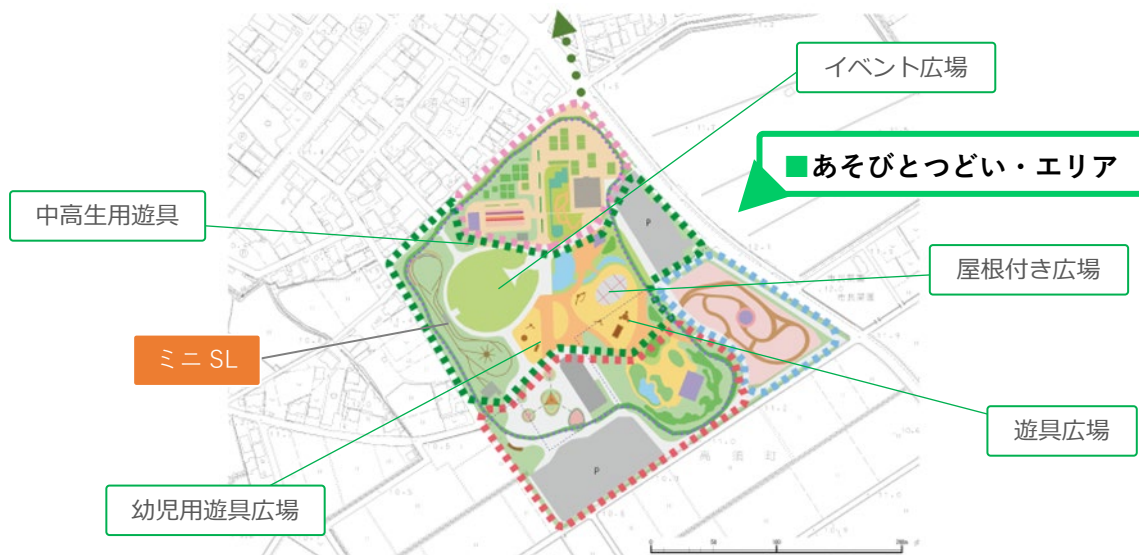 イベント広場
■あそびとつどい・エリア
中高生用遊具
屋根付き広場
ミニ SL
遊具広場
幼児用遊具広場
P
P